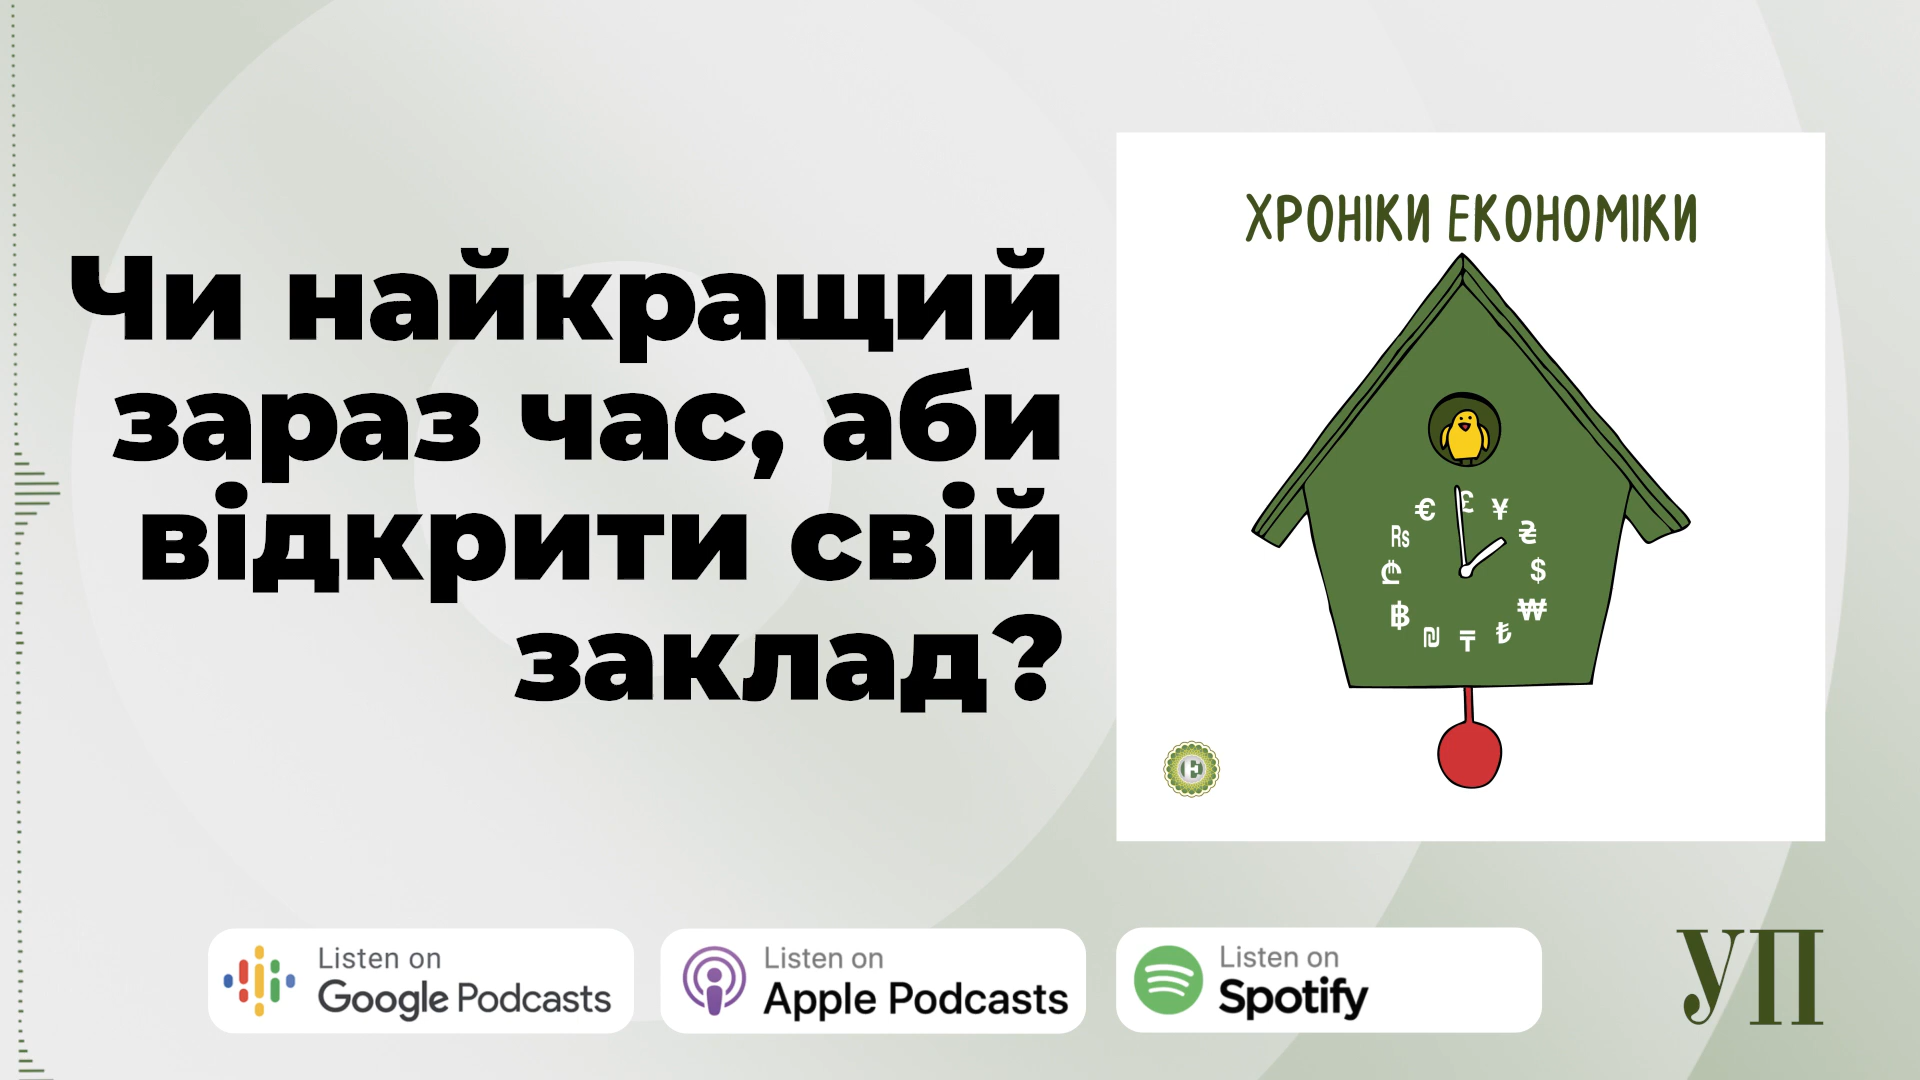 Чи найкращий
зараз час, аби
відкрити свій
заклад?
ХРОНІКИ ЕКОНОМІКИ
£
¥
₴
$
₩
₺
₸
₪
฿
₾
₨
€
E
Listen on
Google Podcasts
Listen on
Apple Podcasts
Listen on
Spotify
УП